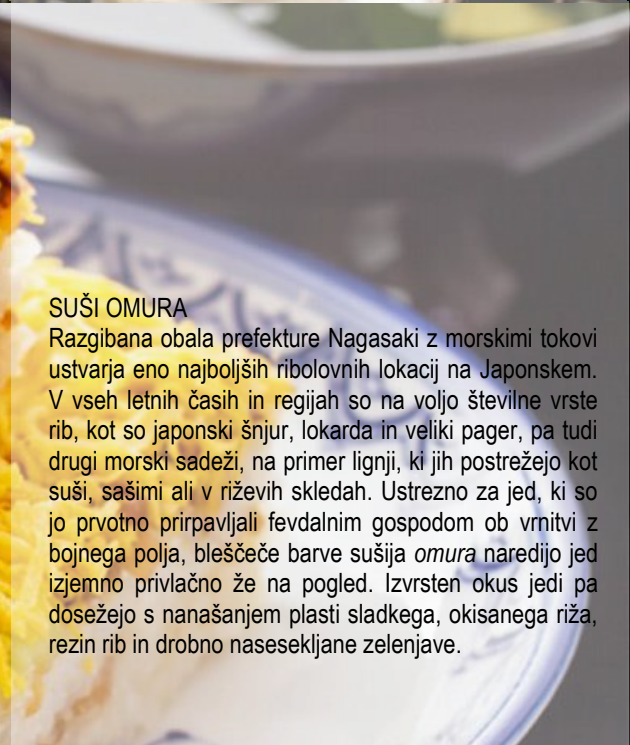 SUŠI OMURA
Razgibana obala prefekture Nagasaki z morskimi tokovi
ustvarja eno najboljših ribolovnih lokacij na Japonskem.
V vseh letnih časih in regijah so na voljo številne vrste
rib, kot so japonski šnjur, lokarda in veliki pager, pa tudi
drugi morski sadeži, na primer lignji, ki jih postrežejo kot
suši, sašimi ali v riževih skledah. Ustrezno za jed, ki so
jo prvotno prirpavljali fevdalnim gospodom ob vrnitvi z
bojnega polja, bleščeče barve sušija omura naredijo jed
izjemno privlačno že na pogled. Izvrsten okus jedi pa
dosežejo s nanašanjem plasti sladkega, okisanega riža,
rezin rib in drobno nasesekljane zelenjave.